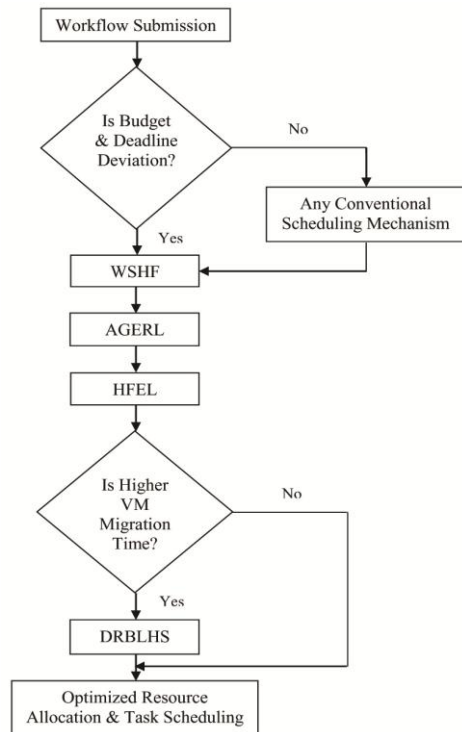 Workflow Submission
Is Budget
& Deadline
Deviation?
No
Any Conventional
Scheduling Mechanism
Yes
WSHF
AGERL
HFEL
Is Higher
VM
Migration
Time?
No
Yes
DRBLHS
Optimized Resource
Allocation & Task Scheduling